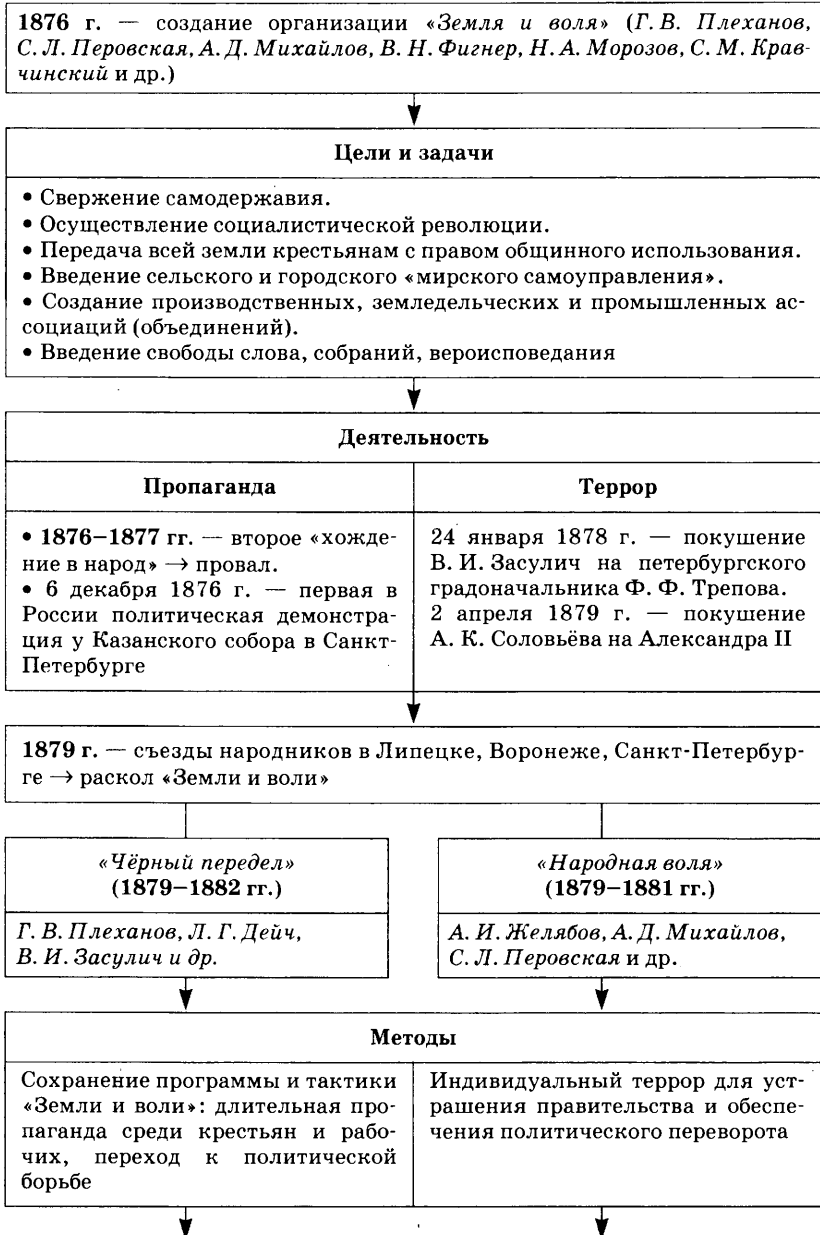 1876 г. — создание организации «Земля и воля» (Г. В. Плеханов,
С. Л. Перовская, А. Д. Михайлов, В. Н. Фигнер, Н. А. Морозов, С. М. Крав-
чинский и др.)
Цели и задачи
• Свержение самодержавия.
• Осуществление социалистической революции.
• Передача всей земли крестьянам с правом общинного использования.
• Введение сельского и городского «мирского самоуправления».
• Создание производственных, земледельческих и промышленных ас-
социаций (объединений).
• Введение свободы слова, собраний, вероисповедания
Деятельность
Пропаганда
• 1876–1877 гг. — второе «хожде-
ние в народ» → провал.
• 6 декабря 1876 г. — первая в
России политическая демонстра-
ция у Казанского собора в Санкт-
Петербурге
Террор
24 января 1878 г. — покушение
В. И. Засулич на петербургского
градоначальника Ф. Ф. Трепова.
2 апреля 1879 г. — покушение
А. К. Соловьёва на Александра II
1879 г. — съезды народников в Липецке, Воронеже, Санкт-Петербур-
ге → раскол «Земли и воли»
«Чёрный передел»
(1879–1882 гг.)
Г. В. Плеханов, Л. Г. Дейч,
В. И. Засулич и др.
«Народная воля»
(1879–1881 гг.)
А. И. Желябов, А. Д. Михайлов,
С. Л. Перовская и др.
Методы
Сохранение программы и тактики
«Земли и воли»: длительная про-
паганда среди крестьян и рабо-
чих, переход к политической
борьбе
Индивидуальный террор для уст-
рашения правительства и обеспе-
чения политического переворота